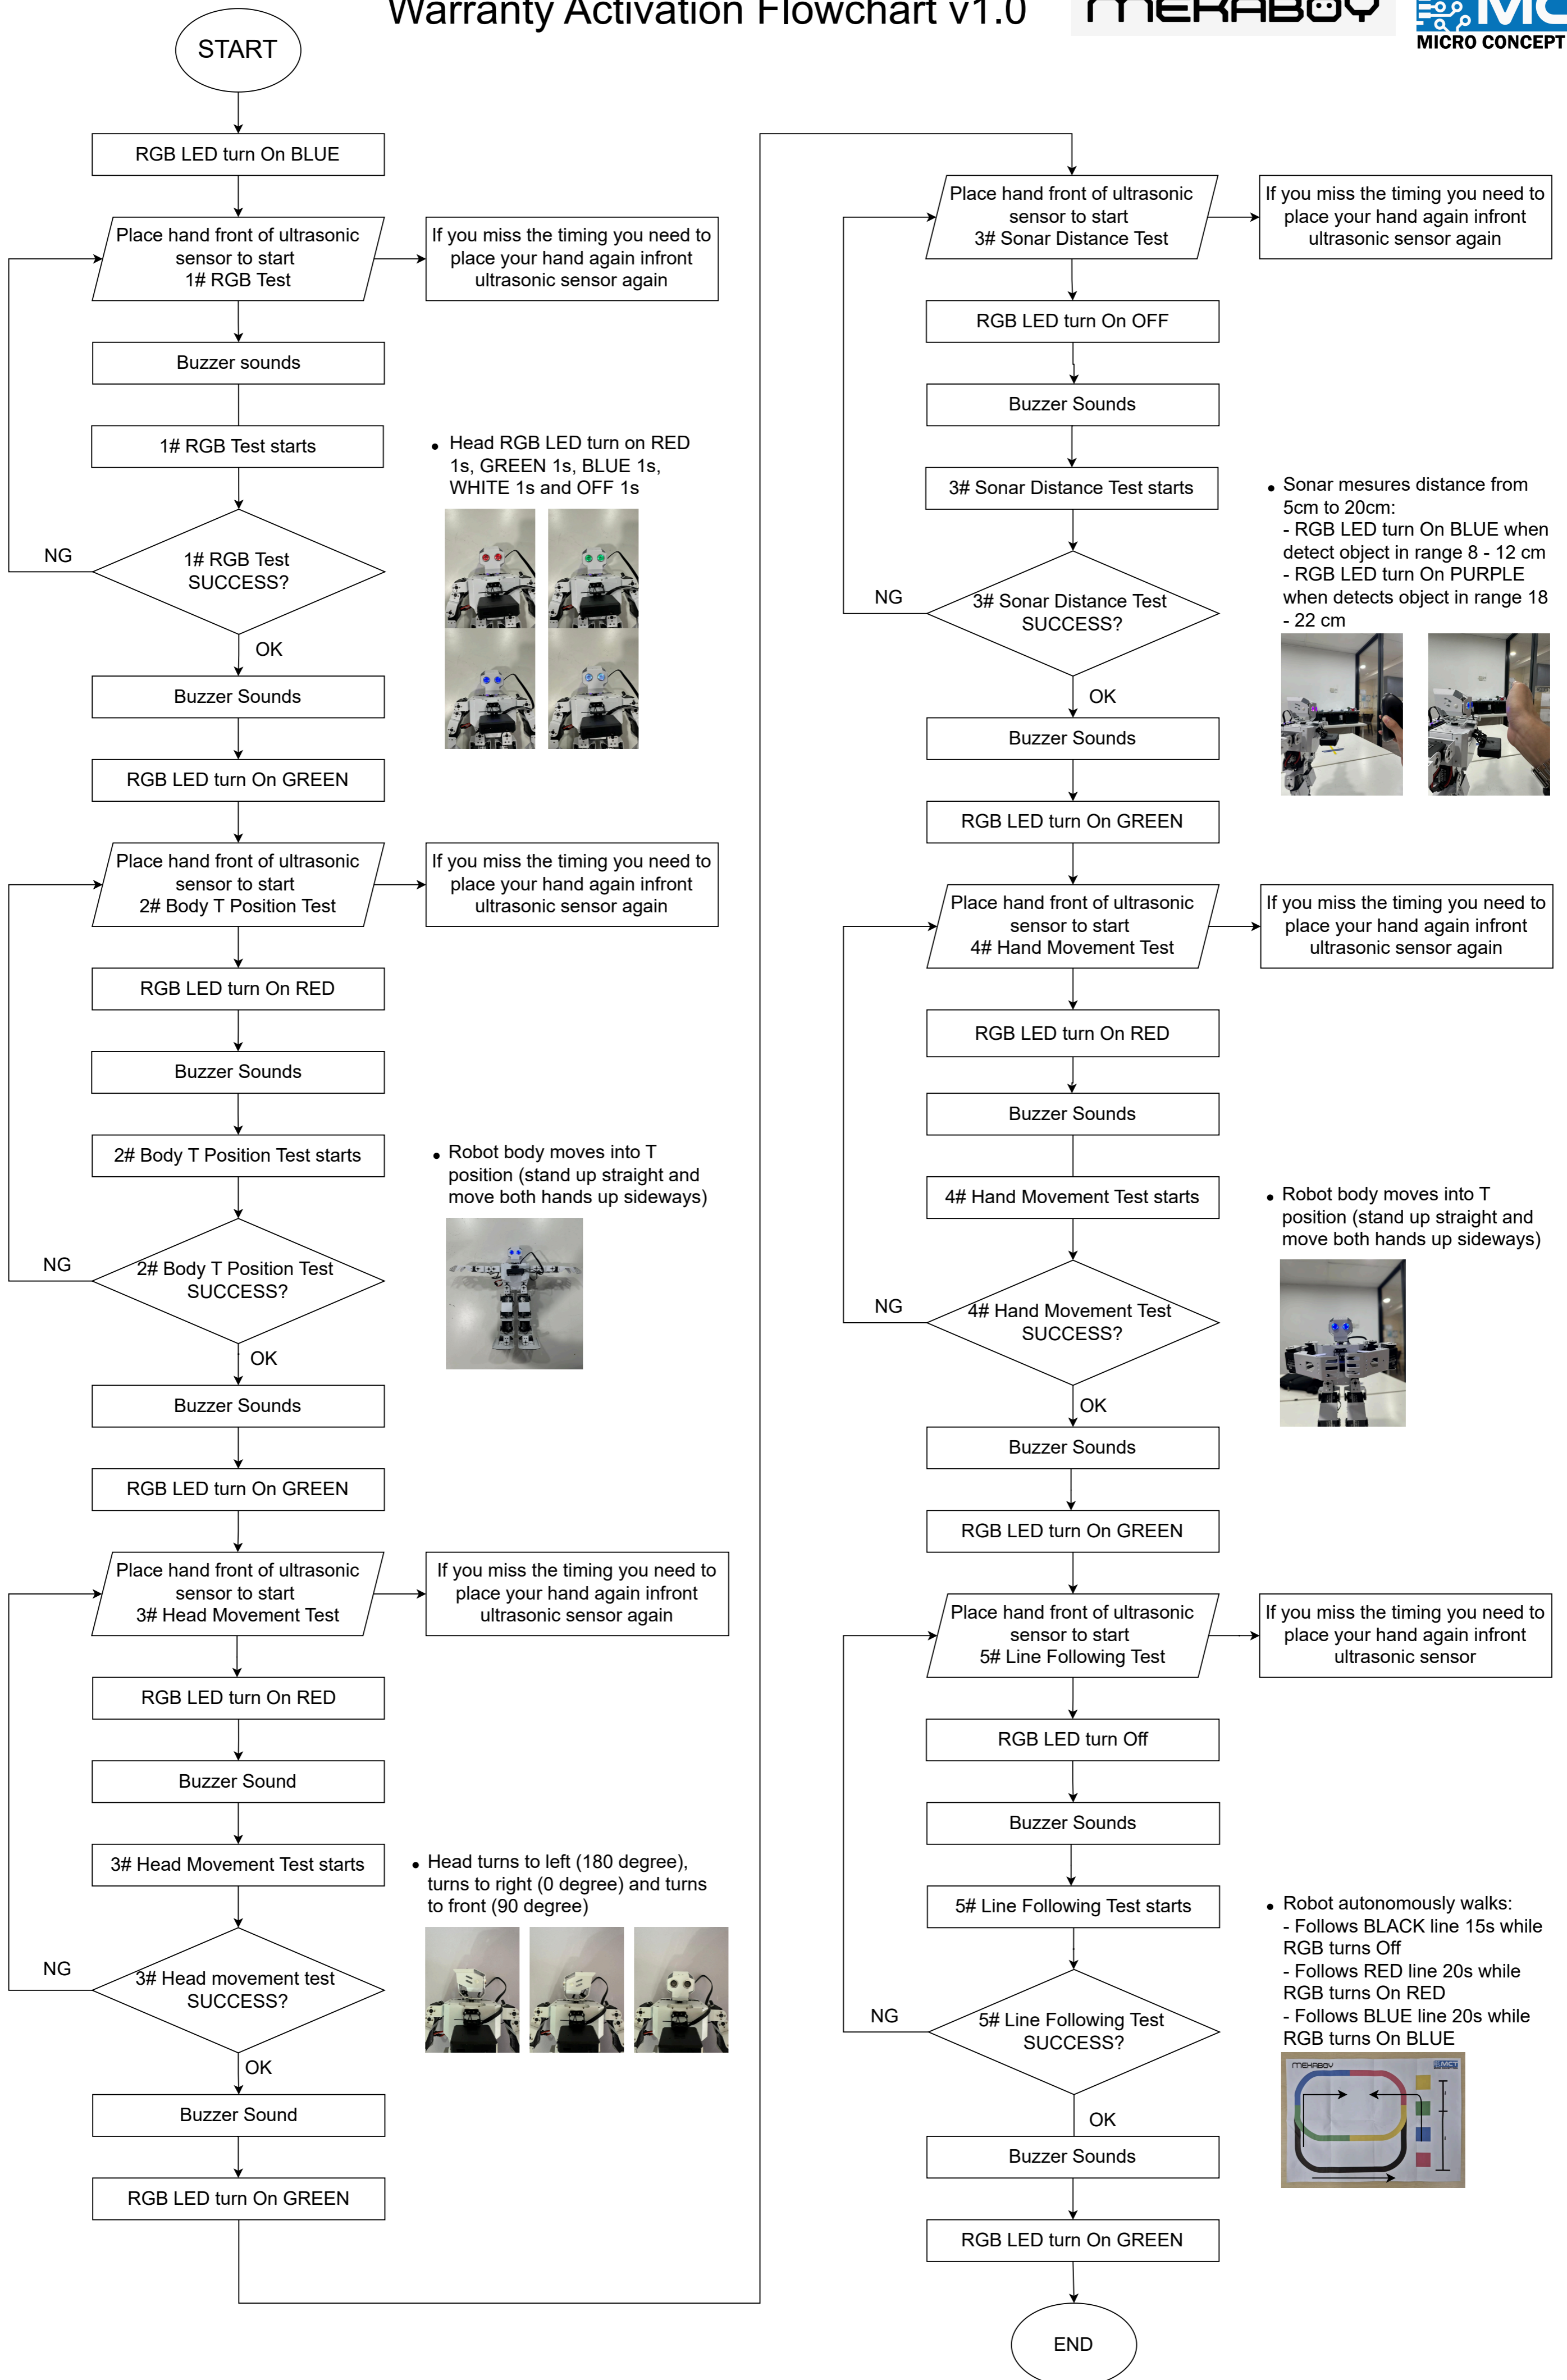 Warranty Activation Flowchart v1.0
MEKABOY
MC
MICRO CONCEPT
START
RGB LED turn On BLUE
Place hand front of ultrasonic
sensor to start
1# RGB Test
If you miss the timing you need to
place your hand again infront
ultrasonic sensor again
Buzzer sounds
1# RGB Test starts
• Head RGB LED turn on RED
1s, GREEN 1s, BLUE 1s,
WHITE 1s and OFF 1s
NG
1# RGB Test
SUCCESS?
OK
Buzzer Sounds
RGB LED turn On GREEN
Place hand front of ultrasonic
sensor to start
2# Body T Position Test
If you miss the timing you need to
place your hand again infront
ultrasonic sensor again
RGB LED turn On RED
Buzzer Sounds
2# Body T Position Test starts
• Robot body moves into T
position (stand up straight and
move both hands up sideways)
NG
2# Body T Position Test
SUCCESS?
OK
Buzzer Sounds
RGB LED turn On GREEN
Place hand front of ultrasonic
sensor to start
3# Head Movement Test
If you miss the timing you need to
place your hand again infront
ultrasonic sensor again
RGB LED turn On RED
Buzzer Sound
3# Head Movement Test starts
• Head turns to left (180 degree),
turns to right (0 degree) and turns
to front (90 degree)
NG
3# Head movement test
SUCCESS?
OK
Buzzer Sound
RGB LED turn On GREEN
Place hand front of ultrasonic
sensor to start
3# Sonar Distance Test
If you miss the timing you need to
place your hand again infront
ultrasonic sensor again
RGB LED turn On OFF
Buzzer Sounds
3# Sonar Distance Test starts
• Sonar mesures distance from
5cm to 20cm:
- RGB LED turn On BLUE when
detect object in range 8 - 12 cm
- RGB LED turn On PURPLE
when detects object in range 18
- 22 cm
NG
3# Sonar Distance Test
SUCCESS?
OK
Buzzer Sounds
RGB LED turn On GREEN
Place hand front of ultrasonic
sensor to start
4# Hand Movement Test
If you miss the timing you need to
place your hand again infront
ultrasonic sensor again
RGB LED turn On RED
Buzzer Sounds
4# Hand Movement Test starts
• Robot body moves into T
position (stand up straight and
move both hands up sideways)
NG
4# Hand Movement Test
SUCCESS?
OK
Buzzer Sounds
RGB LED turn On GREEN
Place hand front of ultrasonic
sensor to start
5# Line Following Test
If you miss the timing you need to
place your hand again infront
ultrasonic sensor
RGB LED turn Off
Buzzer Sounds
5# Line Following Test starts
• Robot autonomously walks:
- Follows BLACK line 15s while
RGB turns Off
- Follows RED line 20s while
RGB turns On RED
- Follows BLUE line 20s while
RGB turns On BLUE
MEKABOY
MCT
NG
5# Line Following Test
SUCCESS?
OK
Buzzer Sounds
RGB LED turn On GREEN
END